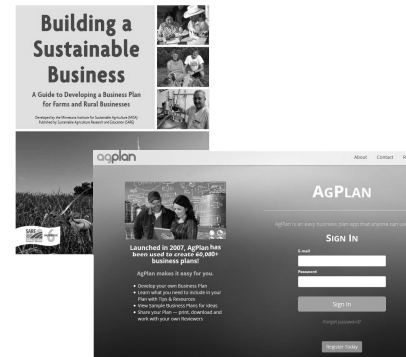 Building a
Sustainable
Business
A Guide to Developing a Business Plan
for Farms and Rural Businesses
Developed by the Minnesota Institute for Sustainable Agriculture (MISA)
Published by Sustainable Agriculture Research and Education (SARE)
SARE
6
agplan
About Contact R
Launched in 2007, AgPlan has
been used to create 60,000+
business plans!
AgPlan makes it easy for you.
• Develop your own Business Plan
• Learn what you need to include in your
Plan with Tips & Resources
• View Sample Business Plans for ideas
• Share your Plan — print, download and
work with your own Reviewers
AGPLAN
AgPlan is an easy business plan app that anyone can use
SIGN IN
E-mail
Password
Sign In
Forgot password?
Register Today